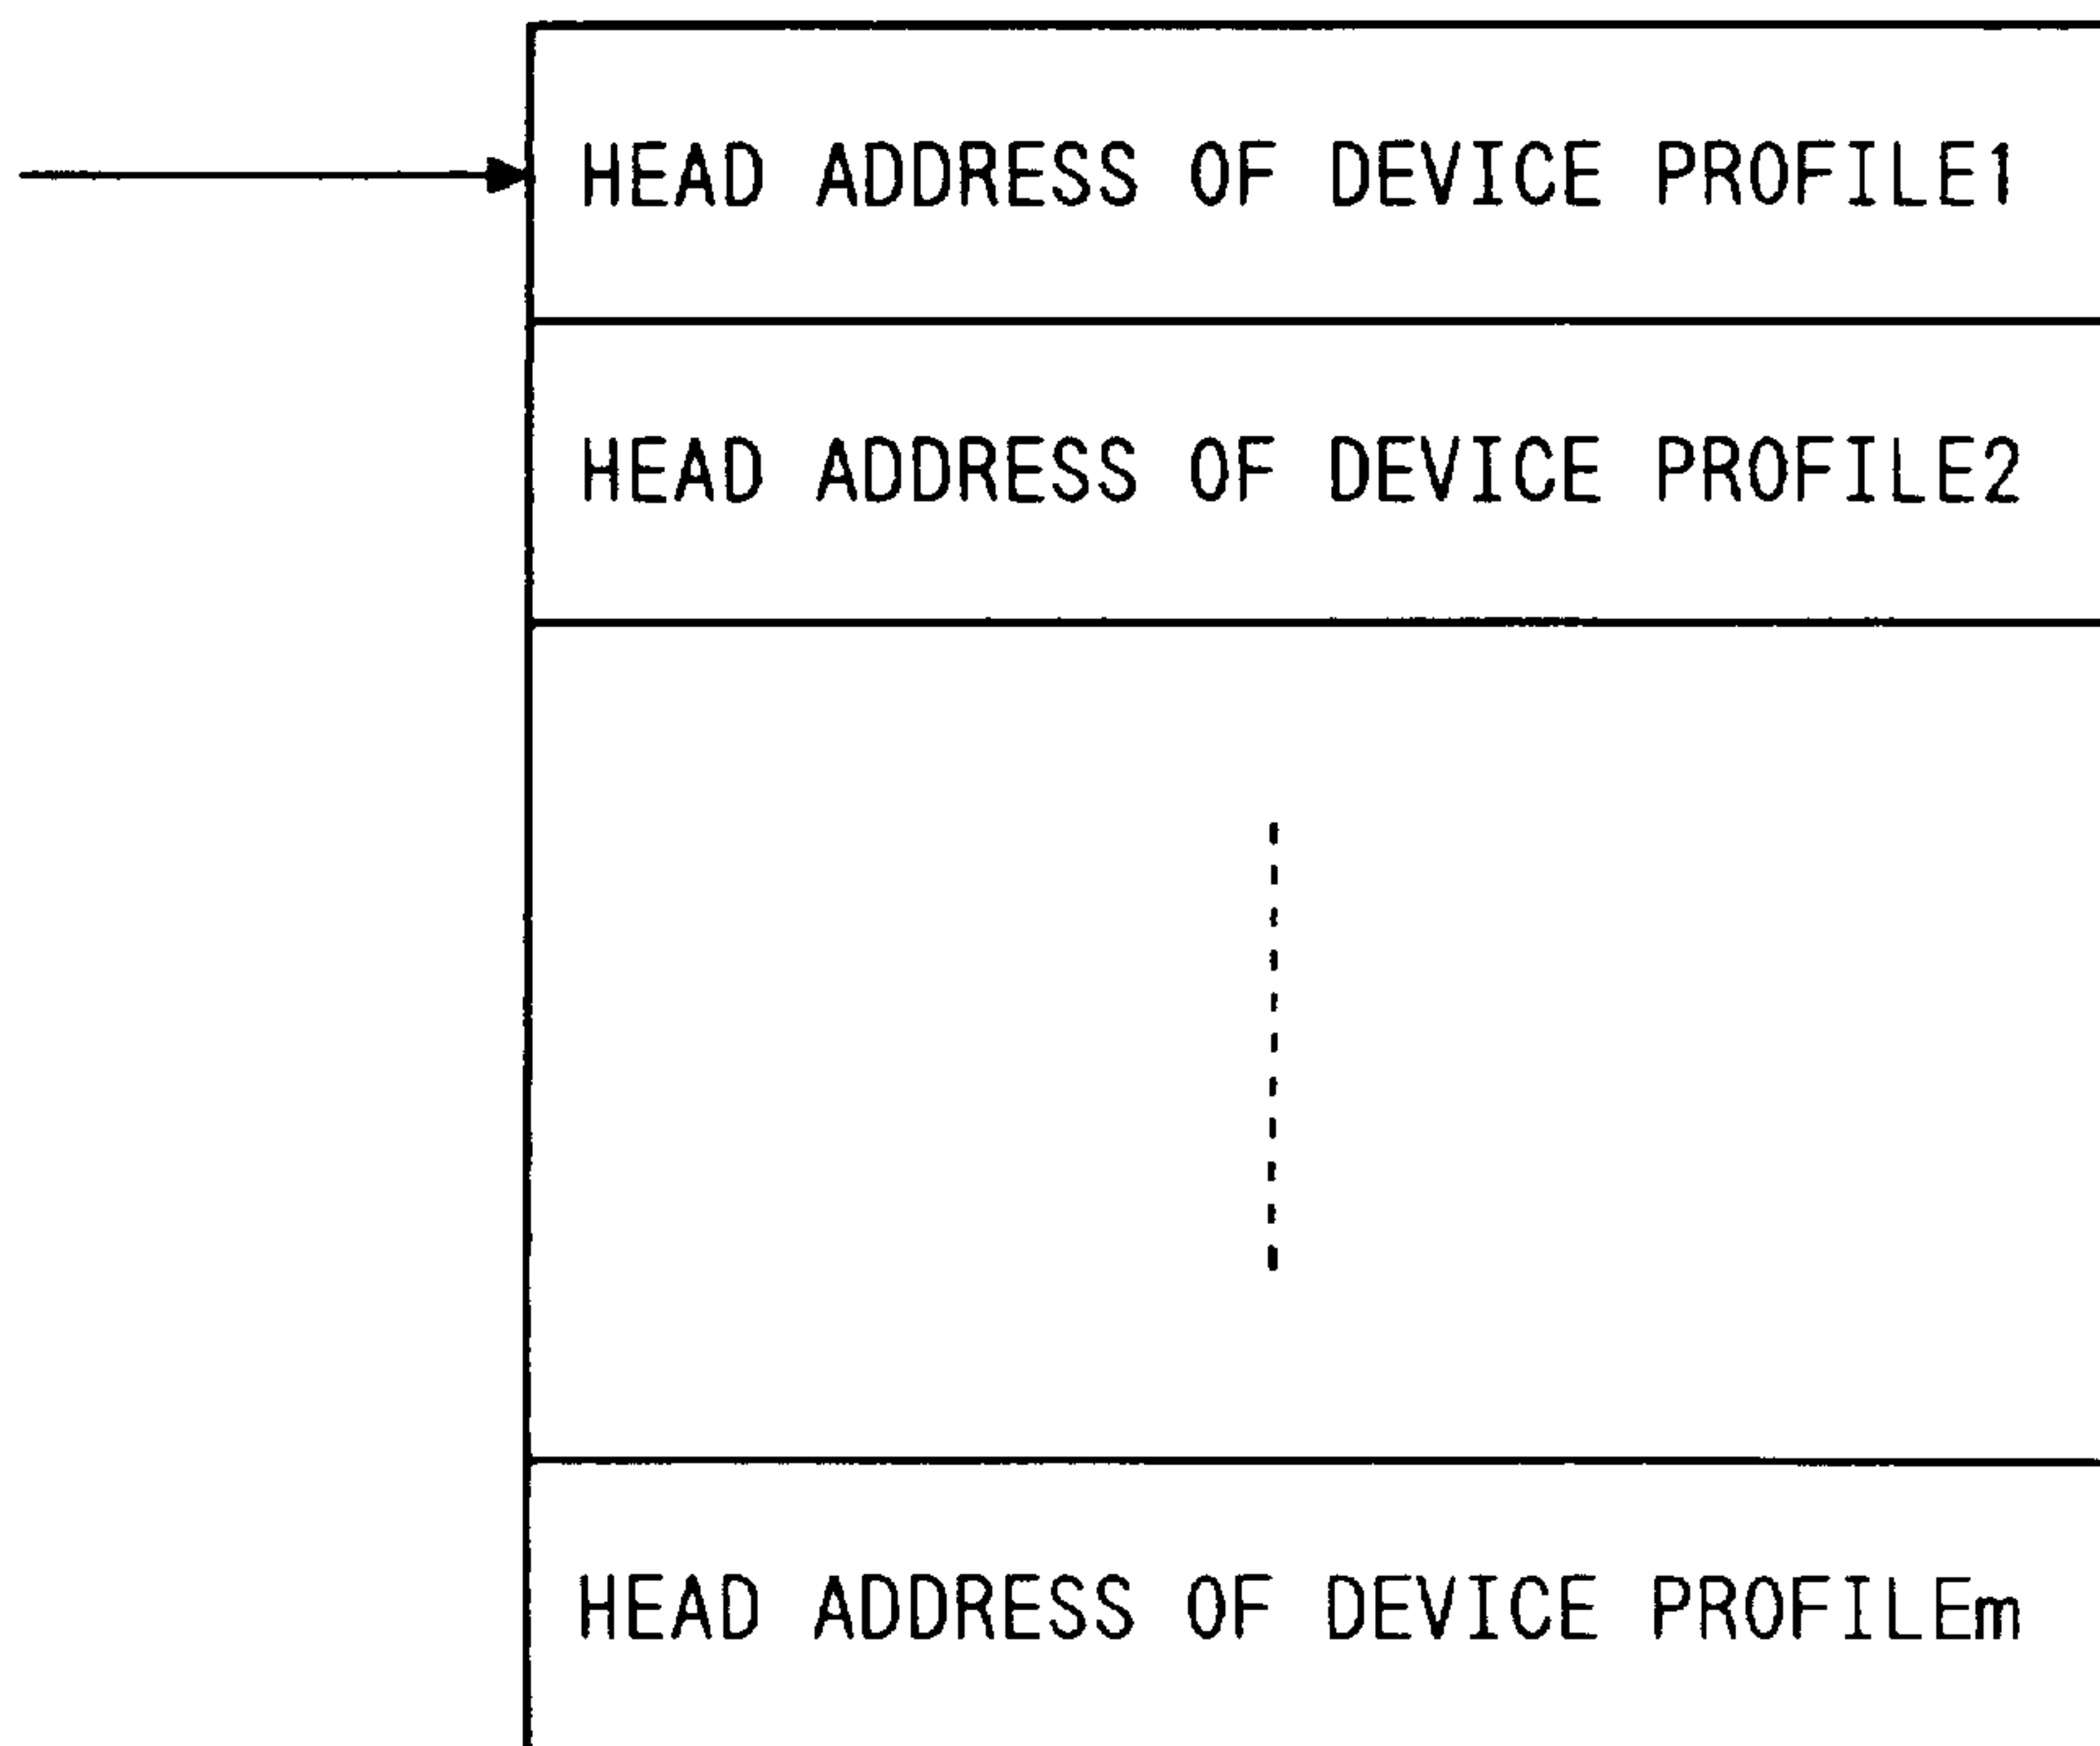 HEAD ADDRESS OF DEVICE PROFILE1
HEAD ADDRESS OF DEVICE PROFILE2
HEAD ADDRESS OF DEVICE PROFILEm